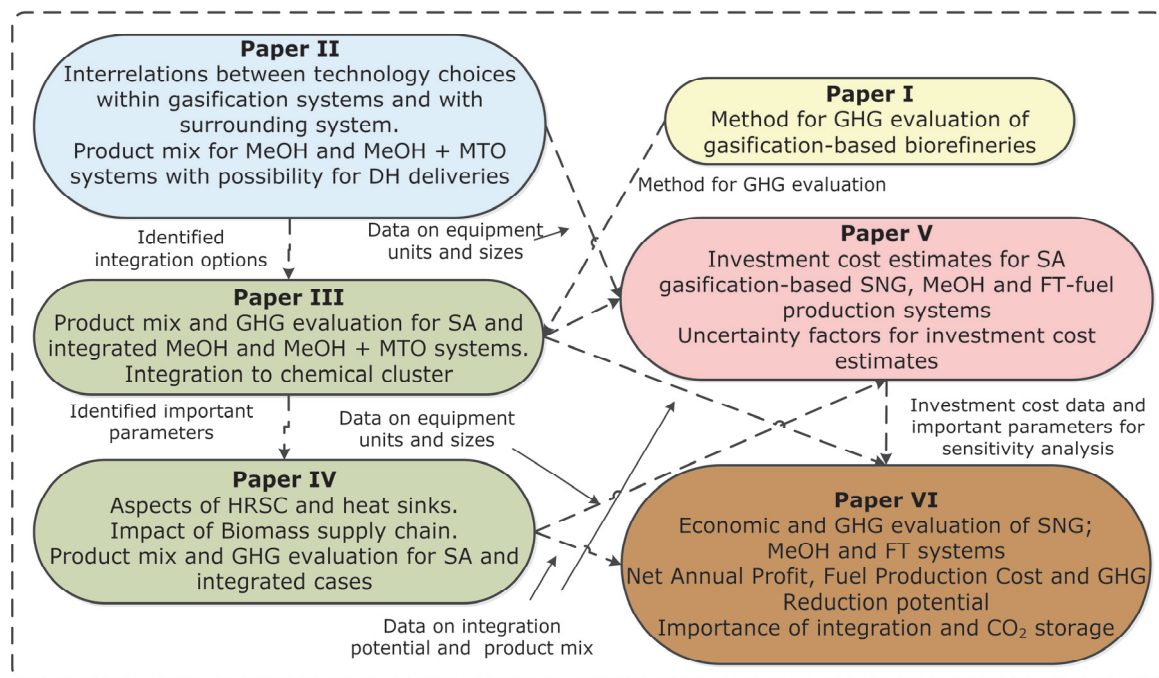 Paper II
Interrelations between technology choices
within gasification systems and with
surrounding system.
Product mix for MeOH and MeOH + MTO
systems with possibility for DH deliveries
Paper I
Method for GHG evaluation of
gasification-based biorefineries
Method for GHG evaluation
Identified
integration options
Data on equipment
units and sizes
Paper V
Investment cost estimates for SA
gasification-based SNG, MeOH and FT-fuel
production systems
Uncertainty factors for investment cost
estimates
Paper III
Product mix and GHG evaluation for SA and
integrated MeOH and MeOH + MTO systems.
Integration to chemical cluster
Identified important
parameters
Data on equipment
units and sizes
Investment cost data and
important parameters for
sensitivity analysis
Paper IV
Aspects of HRSC and heat sinks.
Impact of Biomass supply chain.
Product mix and GHG evaluation for SA and
integrated cases
Paper VI
Economic and GHG evaluation of SNG;
MeOH and FT systems
Net Annual Profit, Fuel Production Cost and GHG
Reduction potential
Importance of integration and CO₂ storage
Data on integration
potential and product mix